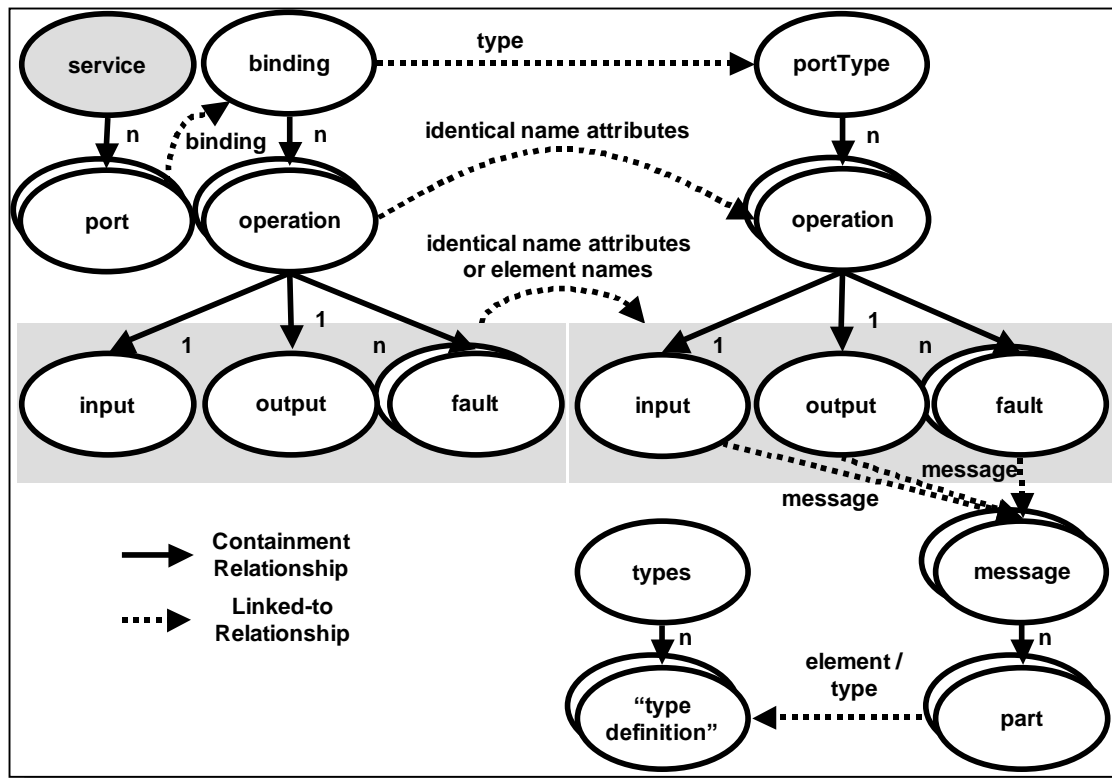 service
binding
type
portType
n
binding
n
identical name attributes
n
port
operation
operation
identical name attributes
or element names
1
1
n
1
1
n
input
output
fault
input
output
fault
message
message
Containment
Relationship
types
message
Linked-to
Relationship
n
n
element /
type
“type
definition”
part